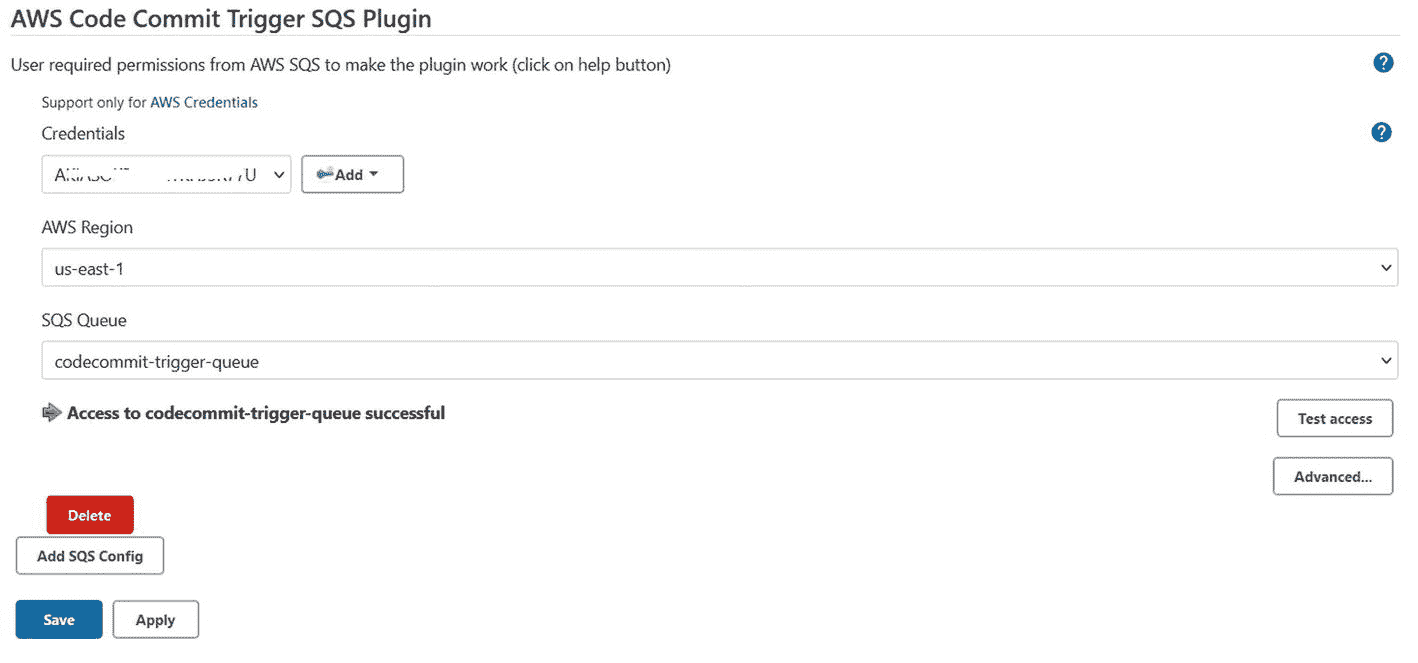 AWS Code Commit Trigger SQS Plugin
User required permissions from AWS SQS to make the plugin work (click on help button)
?
Support only for AWS Credentials
Credentials
?
Add
AWS Region
us-east-1
SQS Queue
codecommit-trigger-queue
Access to codecommit-trigger-queue successful
Test access
Advanced...
Delete
Add SQS Config
Save Apply